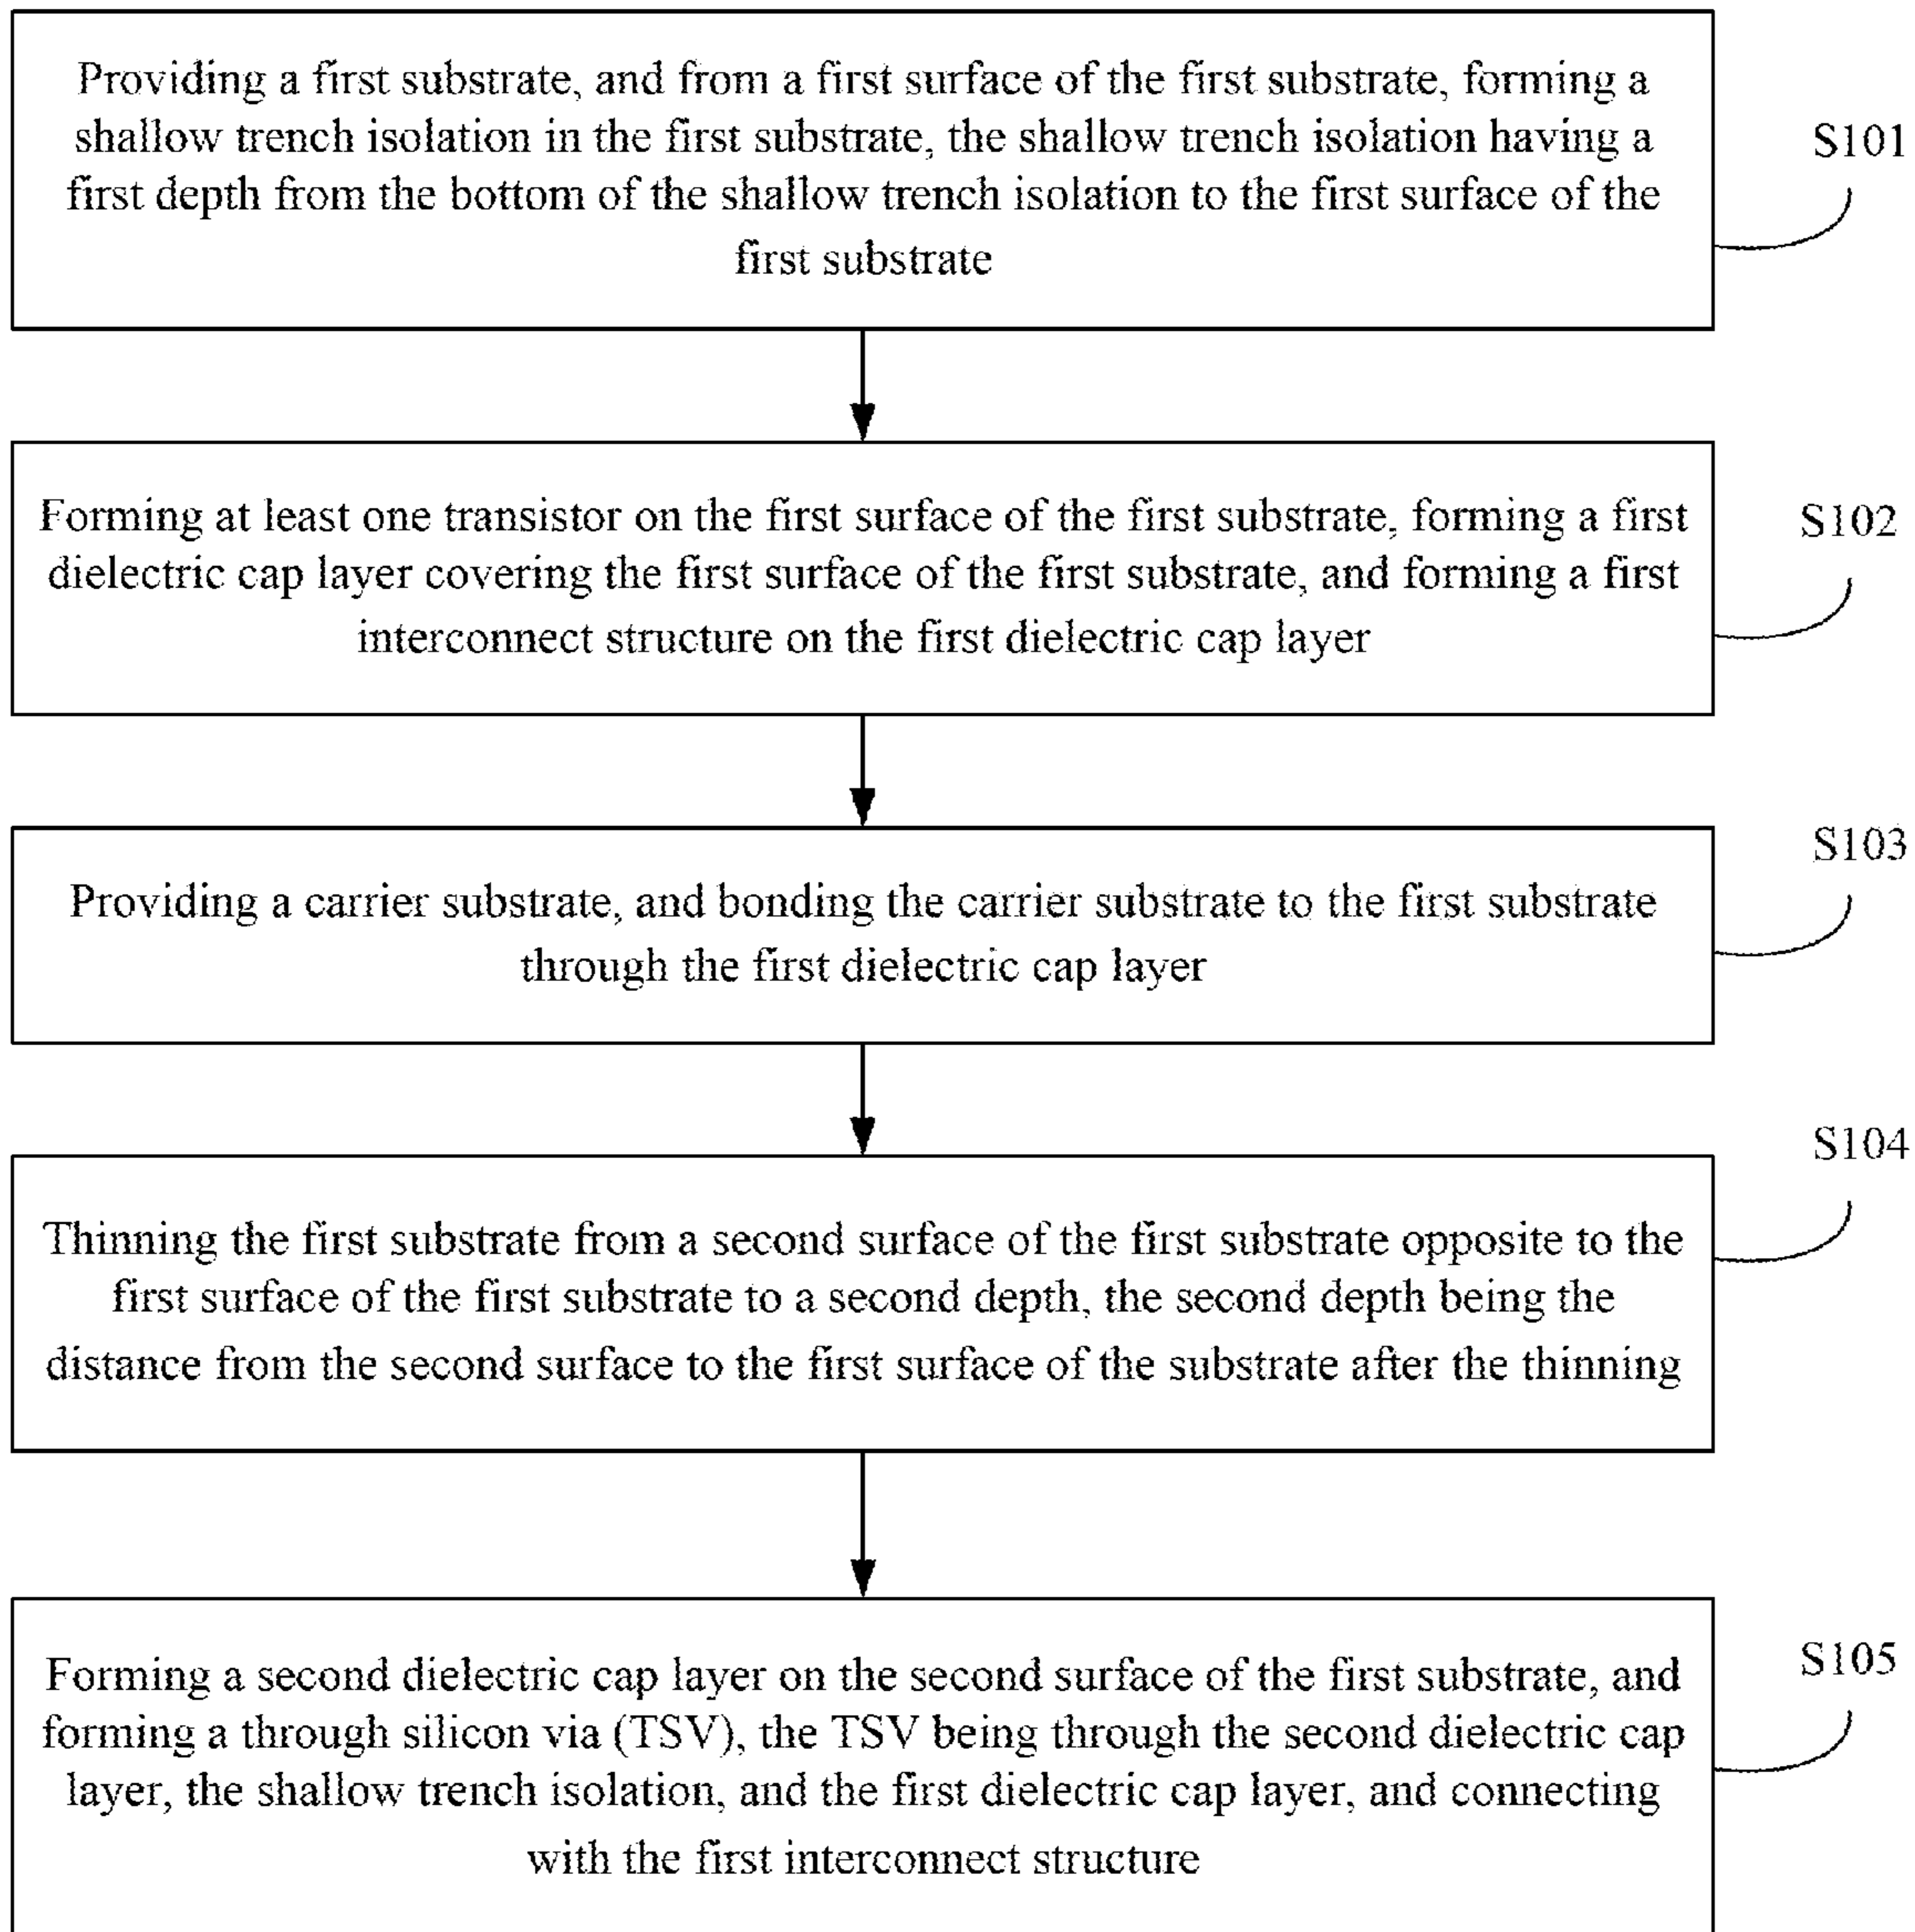 Providing a first substrate, and from a first surface of the first substrate, forming a
shallow trench isolation in the first substrate, the shallow trench isolation having a
first depth from the bottom of the shallow trench isolation to the first surface of the
first substrate
S101
Forming at least one transistor on the first surface of the first substrate, forming a first
dielectric cap layer covering the first surface of the first substrate, and forming a first
interconnect structure on the first dielectric cap layer
S102
Providing a carrier substrate, and bonding the carrier substrate to the first substrate
through the first dielectric cap layer
S103
Thinning the first substrate from a second surface of the first substrate opposite to the
first surface of the first substrate to a second depth, the second depth being the
distance from the second surface to the first surface of the substrate after the thinning
S104
Forming a second dielectric cap layer on the second surface of the first substrate, and
forming a through silicon via (TSV), the TSV being through the second dielectric cap
layer, the shallow trench isolation, and the first dielectric cap layer, and connecting
with the first interconnect structure
S105